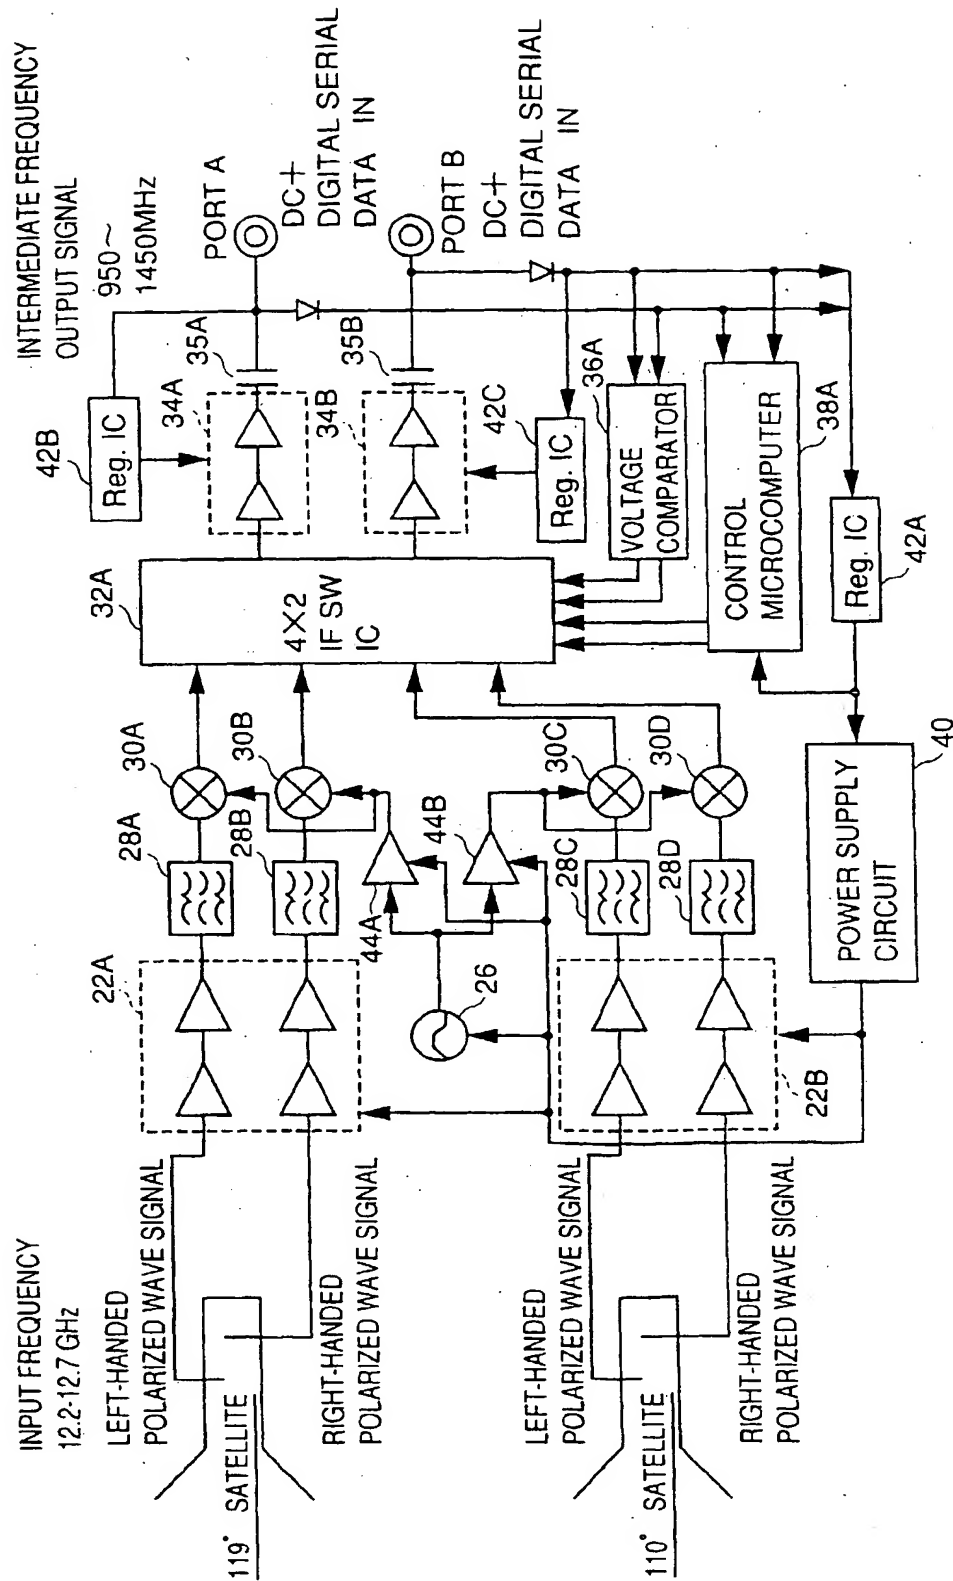 INPUT FREQUENCY
12.2-12.7 GHz
LEFT-HANDED
POLARIZED WAVE SIGNAL
119° SATELLITE
RIGHT-HANDED
POLARIZED WAVE SIGNAL
LEFT-HANDED
POLARIZED WAVE SIGNAL
110° SATELLITE
RIGHT-HANDED
POLARIZED WAVE SIGNAL
22A
22B
26
28A
28B
28C
28D
44A
44B
30A
30B
30C
30D
POWER SUPPLY
CIRCUIT
40
32A
4×2
IF SW
IC
42B
Reg. IC
34A
34B
35A
35B
42C
Reg. IC
36A
VOLTAGE
COMPARATOR
CONTROL
MICROCOMPUTER
38A
Reg. IC
42A
INTERMEDIATE FREQUENCY
OUTPUT SIGNAL
950~
1450MHz
PORT A
DC+
DIGITAL SERIAL
DATA IN
PORT B
DC+
DIGITAL SERIAL
DATA IN